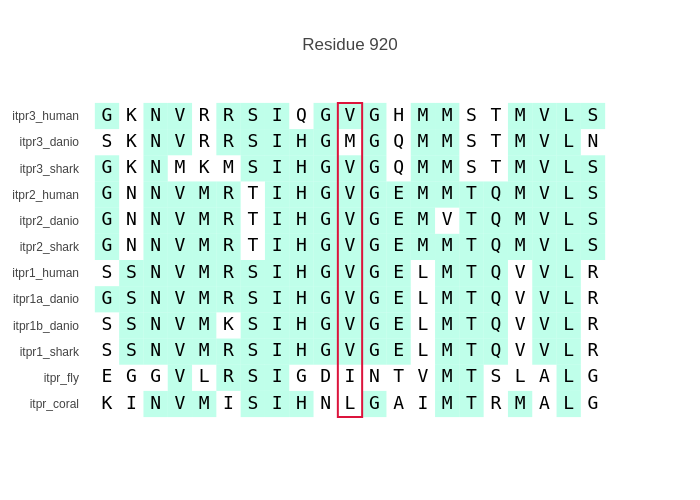 Residue 920
itpr3_human G K N V R R S I Q G V G H M M S T M V L S
itpr3_danio S K N V R R S I H G M G Q M M S T M V L N
itpr3_shark G K N M K M S I H G V G Q M M S T M V L S
itpr2_human G N N V M R T I H G V G E M M T Q M V L S
itpr2_danio G N N V M R T I H G V G E M V T Q M V L S
itpr2_shark G N N V M R T I H G V G E M M T Q M V L S
itpr1_human S S N V M R S I H G V G E L M T Q V V L R
itpr1a_danio G S N V M R S I H G V G E L M T Q V V L R
itpr1b_danio S S N V M K S I H G V G E L M T Q V V L R
itpr1_shark S S N V M R S I H G V G E L M T Q V V L R
itpr_fly E G G V L R S I G D I N T V M T S L A L G
itpr_coral K I N V M I S I H N L G A I M T R M A L G